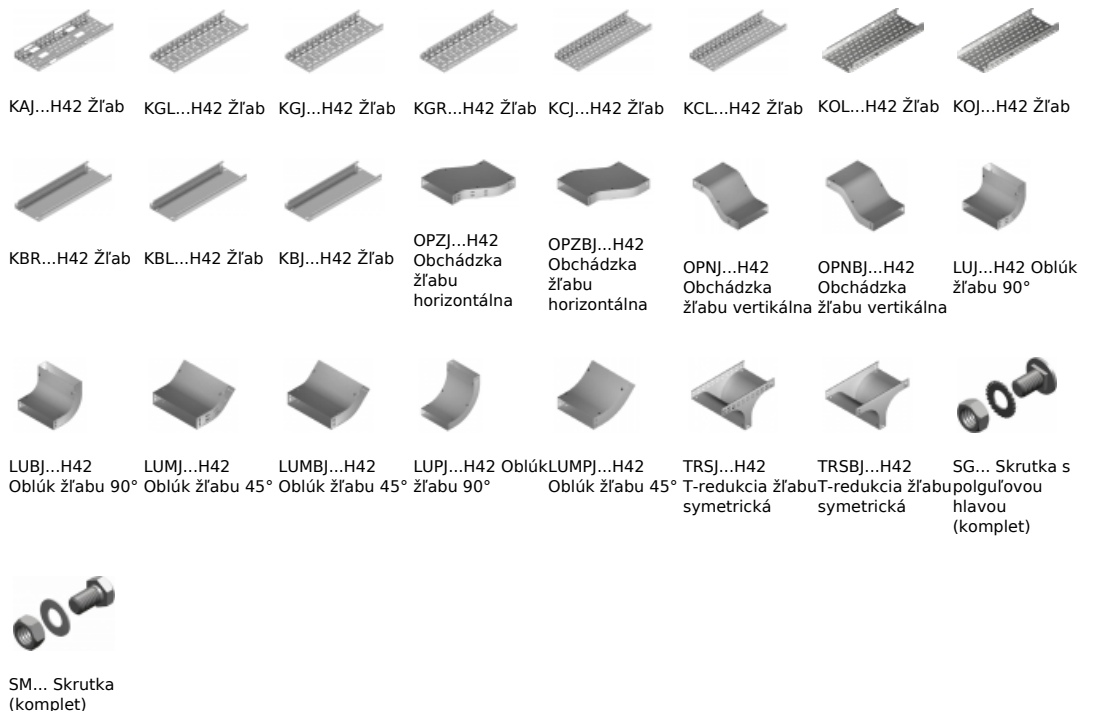 KAJ...H42 Žľab
KGL...H42 Žľab
KGJ...H42 Žľab
KGR...H42 Žľab
KCJ...H42 Žľab
KCL...H42 Žľab
KOL...H42 Žľab
KOJ...H42 Žľab
KBR...H42 Žľab
KBL...H42 Žľab
KBJ...H42 Žľab
OPZJ...H42
Obchádzka
žľabu
horizontálna
OPZBJ...H42
Obchádzka
žľabu
horizontálna
OPNJ...H42
Obchádzka
žľabu vertikálna
OPNBJ...H42
Obchádzka
žľabu vertikálna
LUJ...H42 Oblúk
žľabu 90°
LUBJ...H42
Oblúk žľabu 90°
LUMJ...H42
Oblúk žľabu 45°
LUMBJ...H42
Oblúk žľabu 45°
LUPJ...H42 Oblúk
žľabu 90°
LUMPJ...H42
Oblúk žľabu 45°
TRSJ...H42
T-redukcia žľabu
symetrická
TRSBJ...H42
T-redukcia žľabu
symetrická
SG... Skrutka s
polguľovou
hlavou
(komplet)
SM... Skrutka
(komplet)